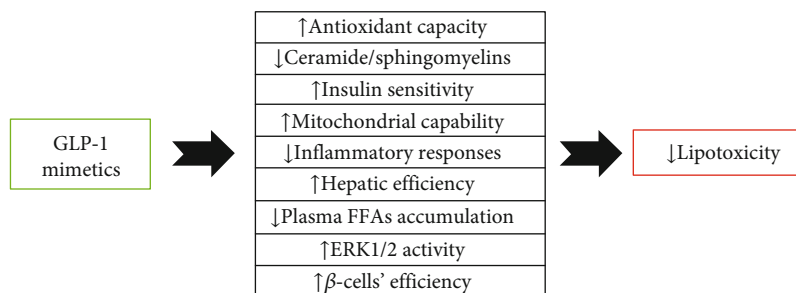 GLP-1
mimetics
↑Antioxidant capacity
↓Ceramide/sphingomyelins
↑Insulin sensitivity
↑Mitochondrial capability
↓Inflammatory responses
↑Hepatic efficiency
↓Plasma FFAs accumulation
↑ERK1/2 activity
↑β-cells' efficiency
↓Lipotoxicity